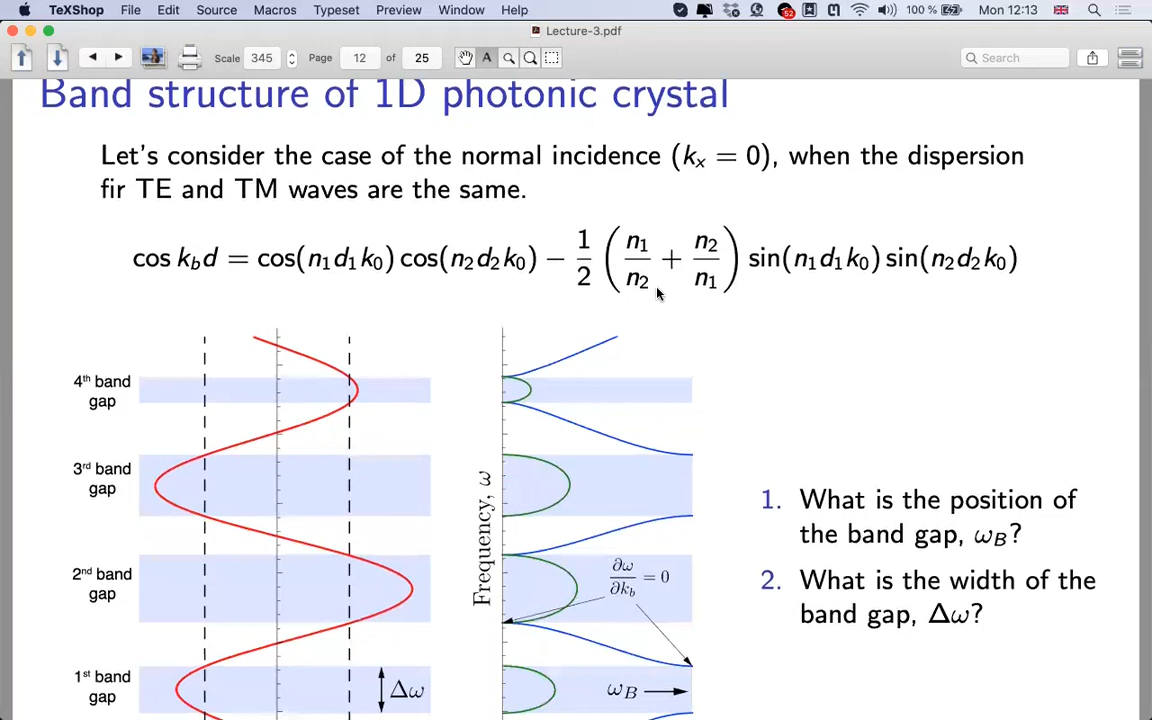 TeXShop File Edit Source Macros Typeset Preview Window Help 52 100 % Mon 12:13
Lecture-3.pdf
Scale 345 Page 12 of 25 A Search
Band structure of 1D photonic crystal
Let's consider the case of the normal incidence (kₓ = 0), when the dispersion
fir TE and TM waves are the same.
cos k_b d = cos(n₁d₁k₀) cos(n₂d₂k₀) − 1/2 (n₁/n₂ + n₂/n₁) sin(n₁d₁k₀) sin(n₂d₂k₀)
4th band
gap
3rd band
gap
2nd band
gap
1st band
gap
Δω
Frequency, ω
∂ω/∂k_b = 0
ω_B
1. What is the position of
the band gap, ω_B?
2. What is the width of the
band gap, Δω?